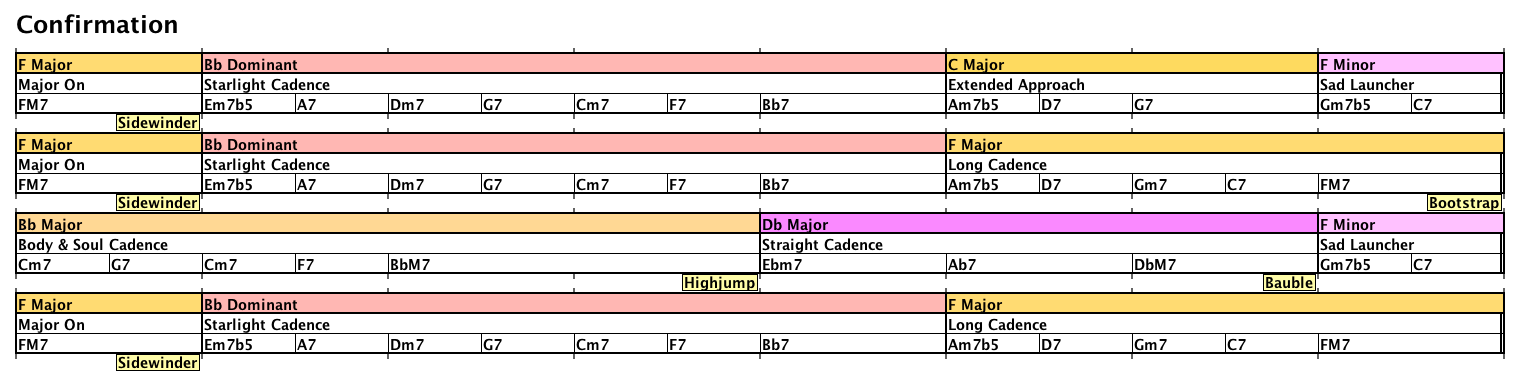 Confirmation
F Major Bb Dominant C Major F Minor
Major On Starlight Cadence Extended Approach Sad Launcher
FM7 Em7b5 A7 Dm7 G7 Cm7 F7 Bb7 Am7b5 D7 G7 Gm7b5 C7
Sidewinder
F Major Bb Dominant F Major
Major On Starlight Cadence Long Cadence
FM7 Em7b5 A7 Dm7 G7 Cm7 F7 Bb7 Am7b5 D7 Gm7 C7 FM7
Sidewinder Bootstrap
Bb Major Db Major F Minor
Body & Soul Cadence Straight Cadence Sad Launcher
Cm7 G7 Cm7 F7 BbM7 Ebm7 Ab7 DbM7 Gm7b5 C7
Highjump Bauble
F Major Bb Dominant F Major
Major On Starlight Cadence Long Cadence
FM7 Em7b5 A7 Dm7 G7 Cm7 F7 Bb7 Am7b5 D7 Gm7 C7 FM7
Sidewinder